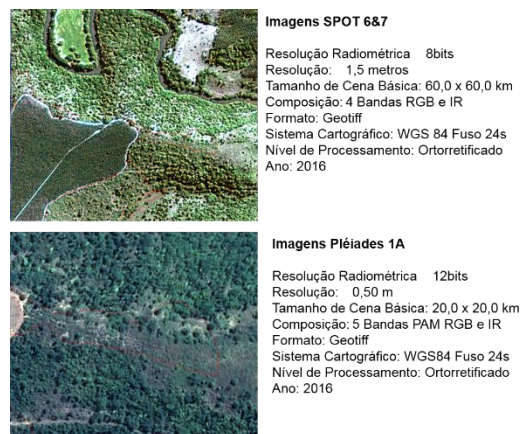 Imagens SPOT 6&7
Resolução Radiométrica 8bits
Resolução: 1,5 metros
Tamanho de Cena Básica: 60,0 x 60,0 km
Composição: 4 Bandas RGB e IR
Formato: Geotiff
Sistema Cartográfico: WGS 84 Fuso 24s
Nível de Processamento: Ortorretificado
Ano: 2016
Imagens Pléiades 1A
Resolução Radiométrica 12bits
Resolução: 0,50 m
Tamanho de Cena Básica: 20,0 x 20,0 km
Composição: 5 Bandas PAM RGB e IR
Formato: Geotiff
Sistema Cartográfico: WGS84 Fuso 24s
Nível de Processamento: Ortorretificado
Ano: 2016